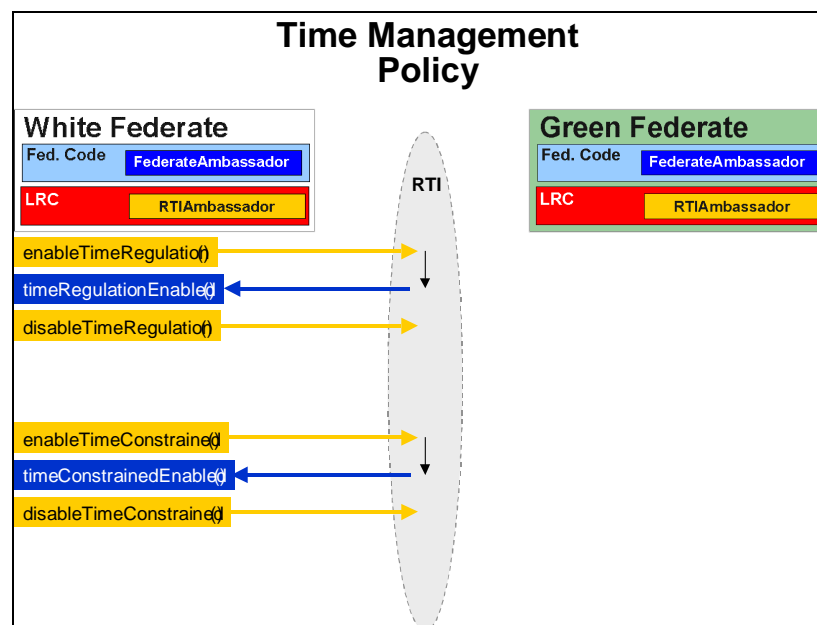 Time Management
Policy
White Federate
Fed. Code
FederateAmbassador
LRC
RTIAmbassador
RTI
Green Federate
Fed. Code
FederateAmbassador
LRC
RTIAmbassador
enableTimeRegulation()
timeRegulationEnabled()
disableTimeRegulation()
enableTimeConstrained()
timeConstrainedEnabled()
disableTimeConstrained()